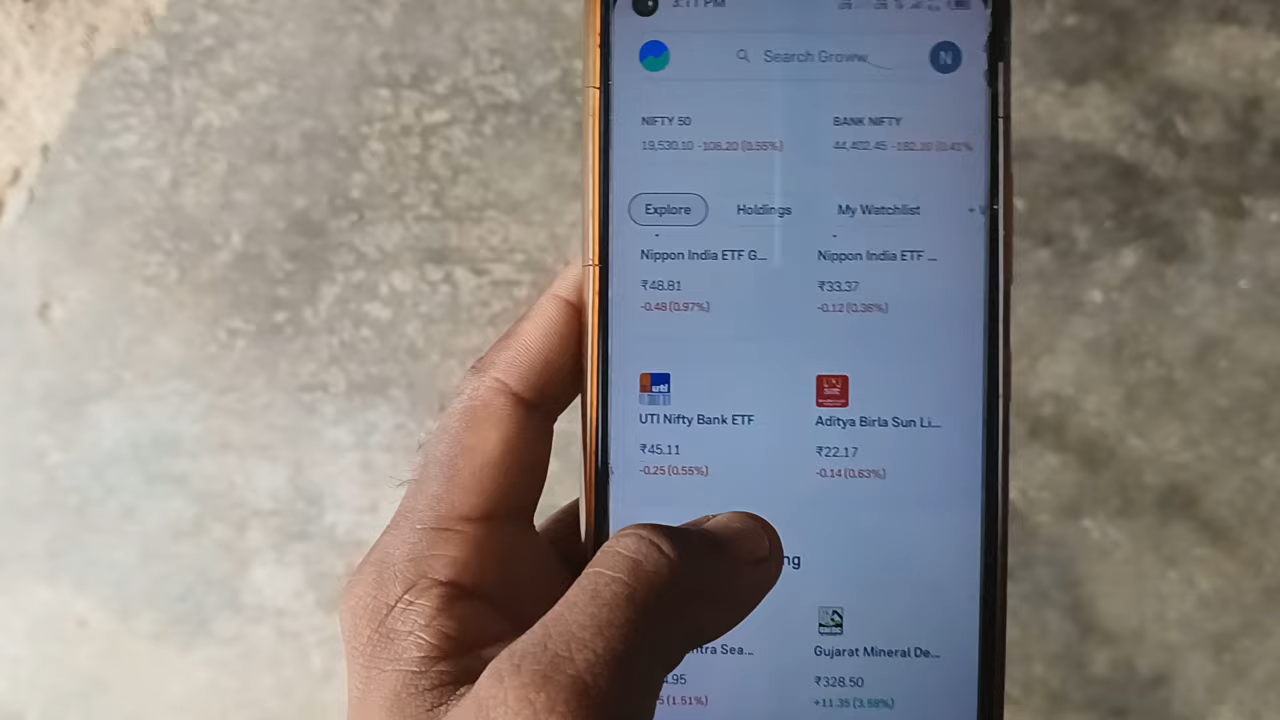 3:11 PM
Search Groww
N
NIFTY 50
BANK NIFTY
19,530.10 -108.20 (0.55%)
44,402.45 -182.10 (0.41%
Explore
Holdings
My Watchlist
Nippon India ETF G...
Nippon India ETF ...
₹48.81
₹33.37
-0.48 (0.97%)
-0.12 (0.36%)
uti
UTI Nifty Bank ETF
Aditya Birla Sun Li...
₹45.11
₹22.17
-0.25 (0.55%)
-0.14 (0.63%)
ng
ntra Sea...
Gujarat Mineral De...
.95
₹328.50
5 (1.51%)
+11.35 (3.58%)